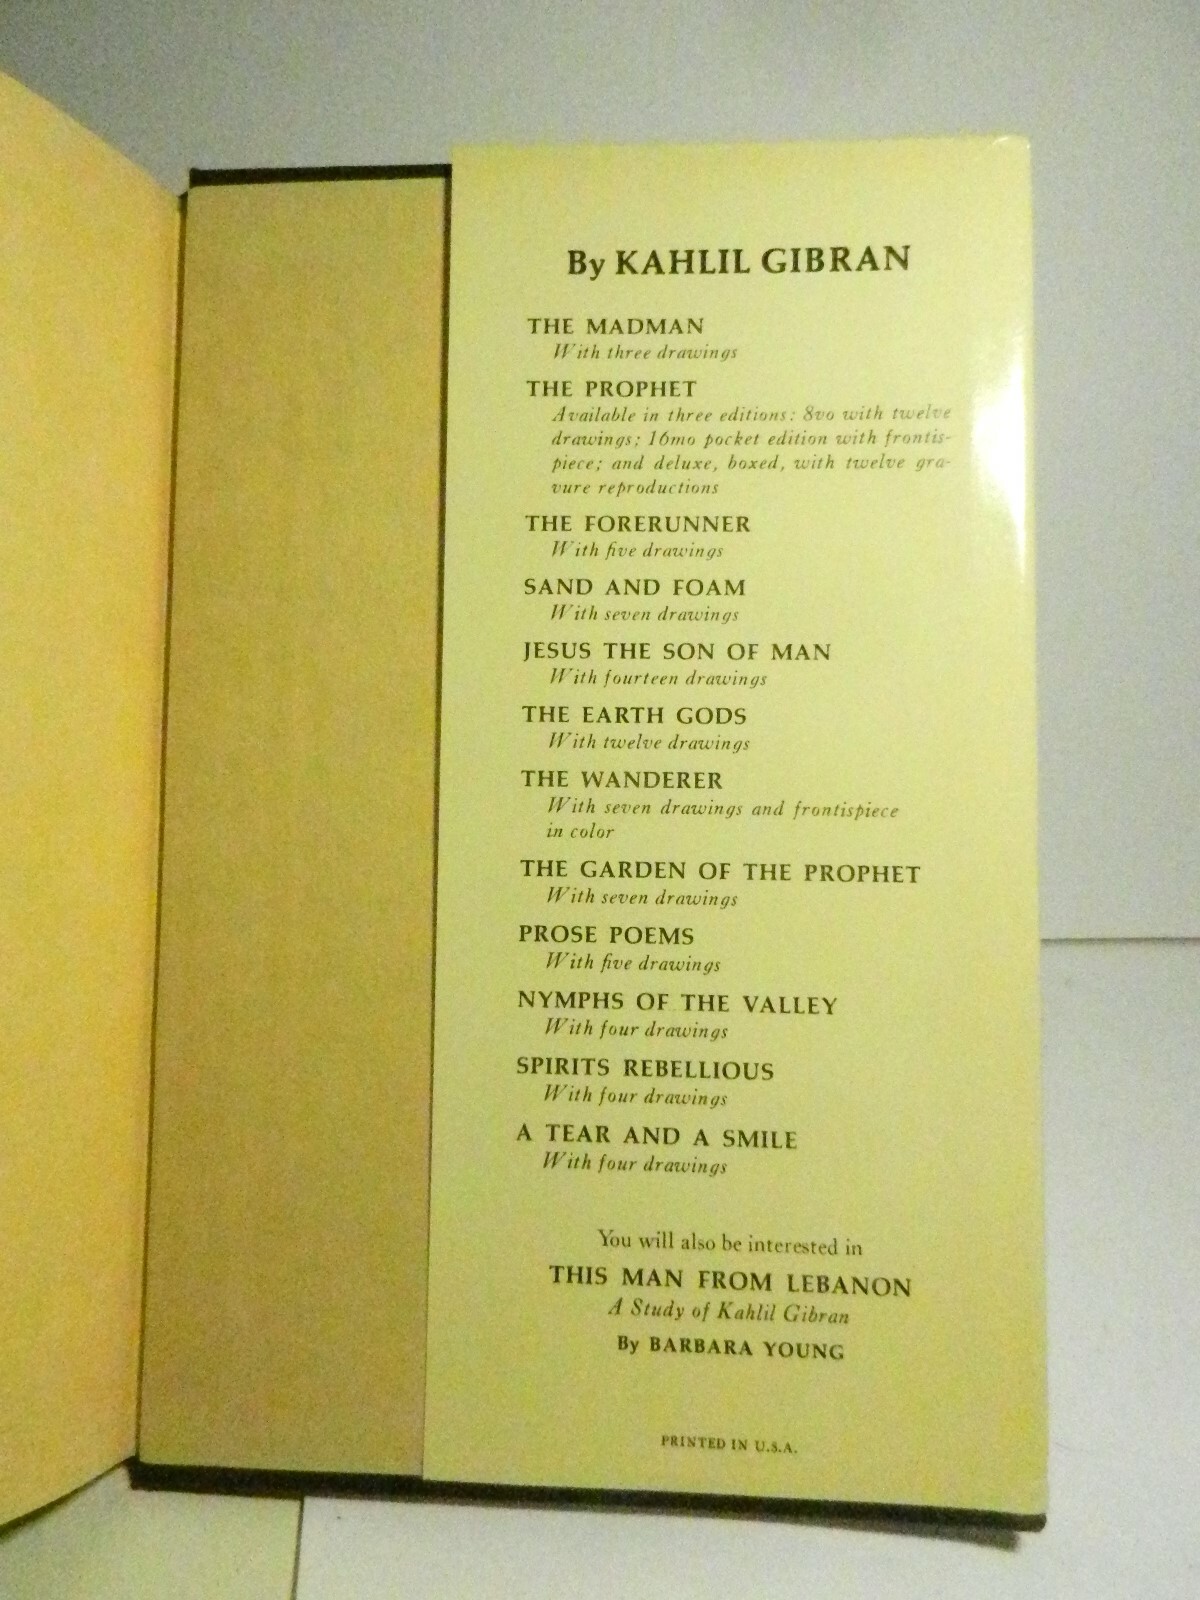 By KAHLIL GIBRAN
THE MADMAN
With three drawings
THE PROPHET
Available in three editions: 8vo with twelve
drawings; 16mo pocket edition with frontis-
piece; and deluxe, boxed, with twelve gra-
vure reproductions
THE FORERUNNER
With five drawings
SAND AND FOAM
With seven drawings
JESUS THE SON OF MAN
With fourteen drawings
THE EARTH GODS
With twelve drawings
THE WANDERER
With seven drawings and frontispiece
in color
THE GARDEN OF THE PROPHET
With seven drawings
PROSE POEMS
With five drawings
NYMPHS OF THE VALLEY
With four drawings
SPIRITS REBELLIOUS
With four drawings
A TEAR AND A SMILE
With four drawings
You will also be interested in
THIS MAN FROM LEBANON
A Study of Kahlil Gibran
By BARBARA YOUNG
PRINTED IN U.S.A.